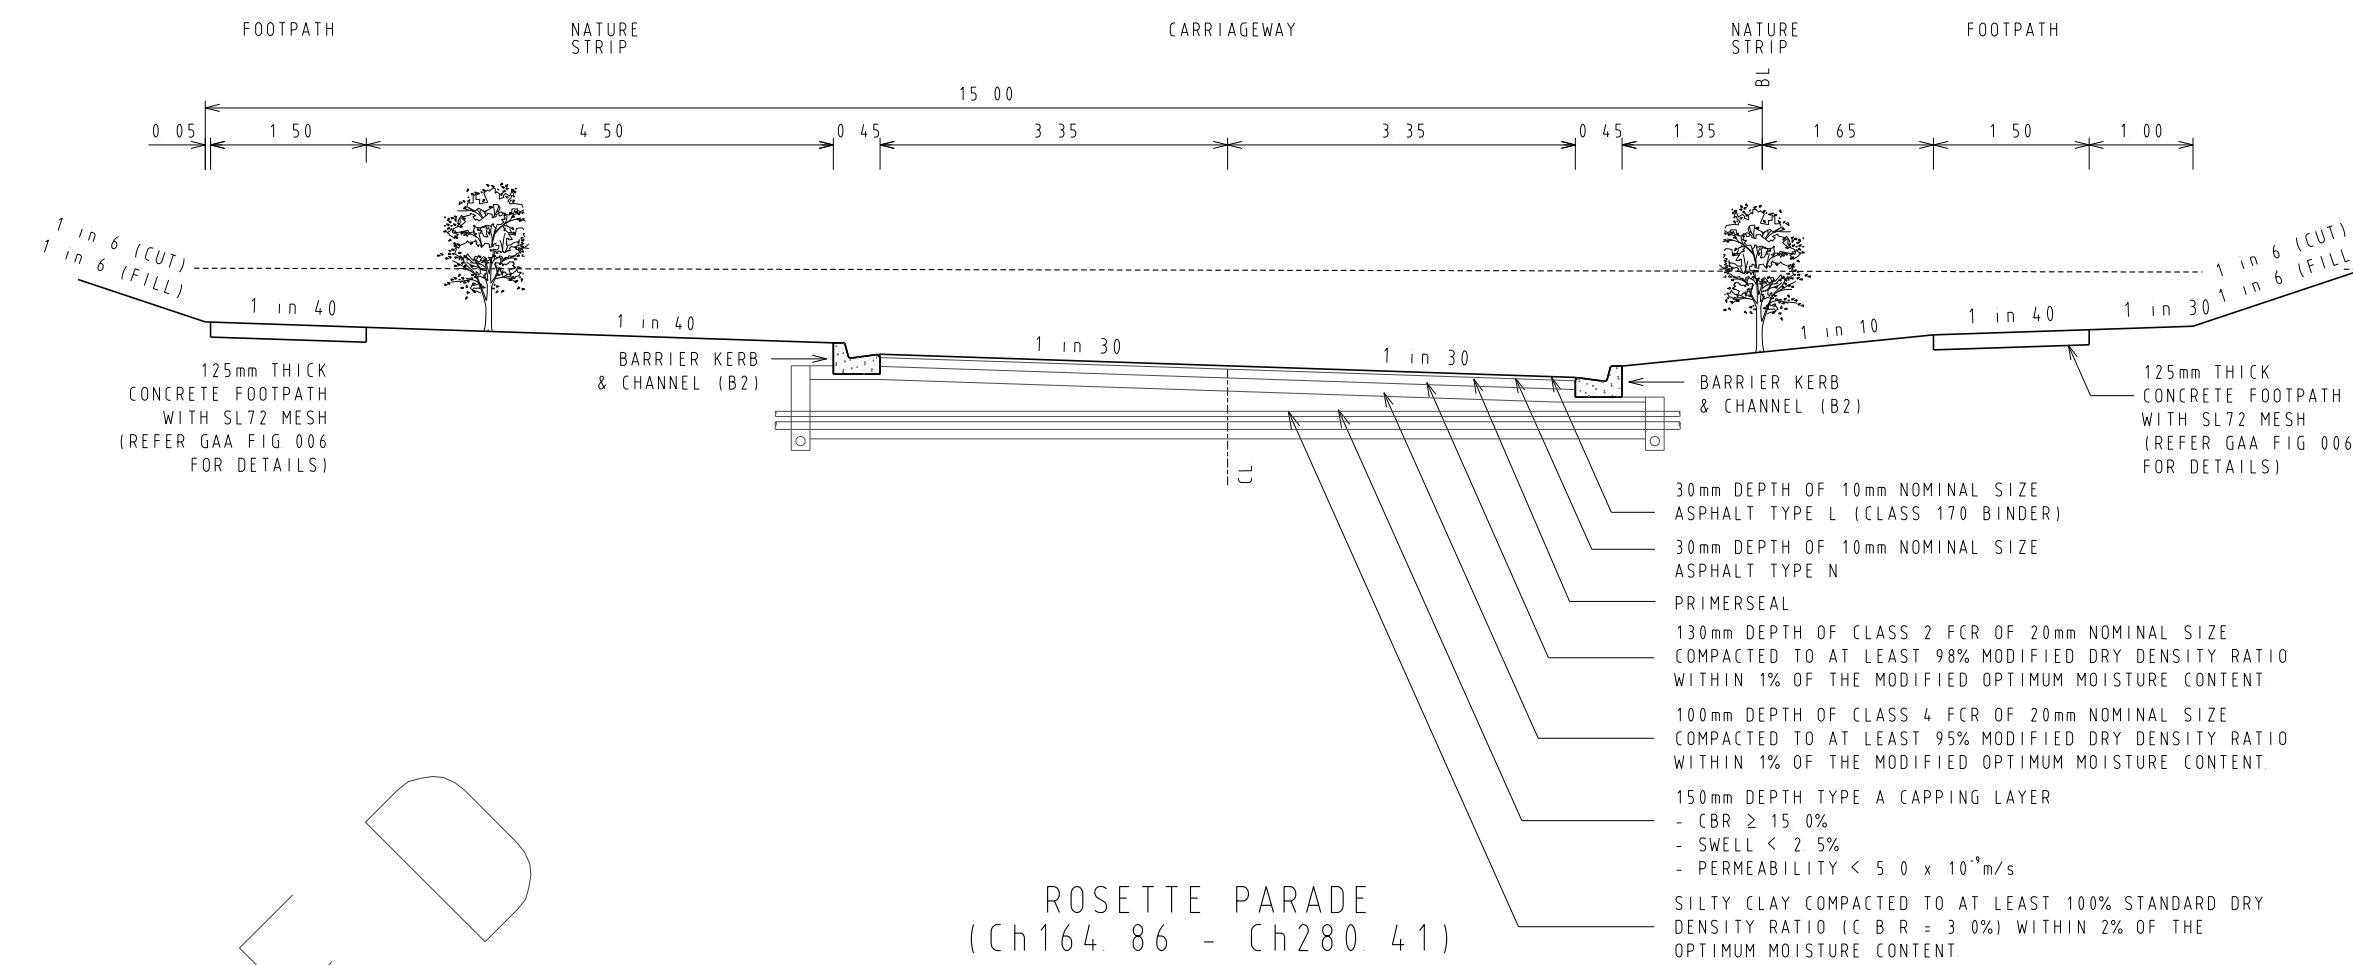 FOOTPATH
NATURE
STRIP
CARRIAGEWAY
NATURE
STRIP
FOOTPATH
BL
15.00
0.05
1.50
4.50
0.45
3.35
3.35
0.45
1.35
1.65
1.50
1.00
1 in 6 (CUT)
1 in 6 (FILL)
1 in 40
1 in 40
1 in 30
1 in 30
1 in 10
1 in 40
1 in 30
1 in 6 (CUT)
1 in 6 (FILL
125mm THICK
CONCRETE FOOTPATH
WITH SL72 MESH
(REFER GAA FIG. 006
FOR DETAILS)
BARRIER KERB
& CHANNEL (B2)
BARRIER KERB
& CHANNEL (B2)
125mm THICK
CONCRETE FOOTPATH
WITH SL72 MESH
(REFER GAA FIG 006
FOR DETAILS)
CL
30mm DEPTH OF 10mm NOMINAL SIZE
ASPHALT TYPE L (CLASS 170 BINDER)
30mm DEPTH OF 10mm NOMINAL SIZE
ASPHALT TYPE N
PRIMERSEAL
130mm DEPTH OF CLASS 2 FCR OF 20mm NOMINAL SIZE
COMPACTED TO AT LEAST 98% MODIFIED DRY DENSITY RATIO
WITHIN 1% OF THE MODIFIED OPTIMUM MOISTURE CONTENT.
100mm DEPTH OF CLASS 4 FCR OF 20mm NOMINAL SIZE
COMPACTED TO AT LEAST 95% MODIFIED DRY DENSITY RATIO
WITHIN 1% OF THE MODIFIED OPTIMUM MOISTURE CONTENT.
150mm DEPTH TYPE A CAPPING LAYER
- CBR ≥ 15.0%
- SWELL < 2.5%
- PERMEABILITY < 5.0 x 10⁻⁹m/s
SILTY CLAY COMPACTED TO AT LEAST 100% STANDARD DRY
DENSITY RATIO (C.B.R = 3.0%) WITHIN 2% OF THE
OPTIMUM MOISTURE CONTENT.
ROSETTE PARADE
(Ch164.86 - Ch280.41)